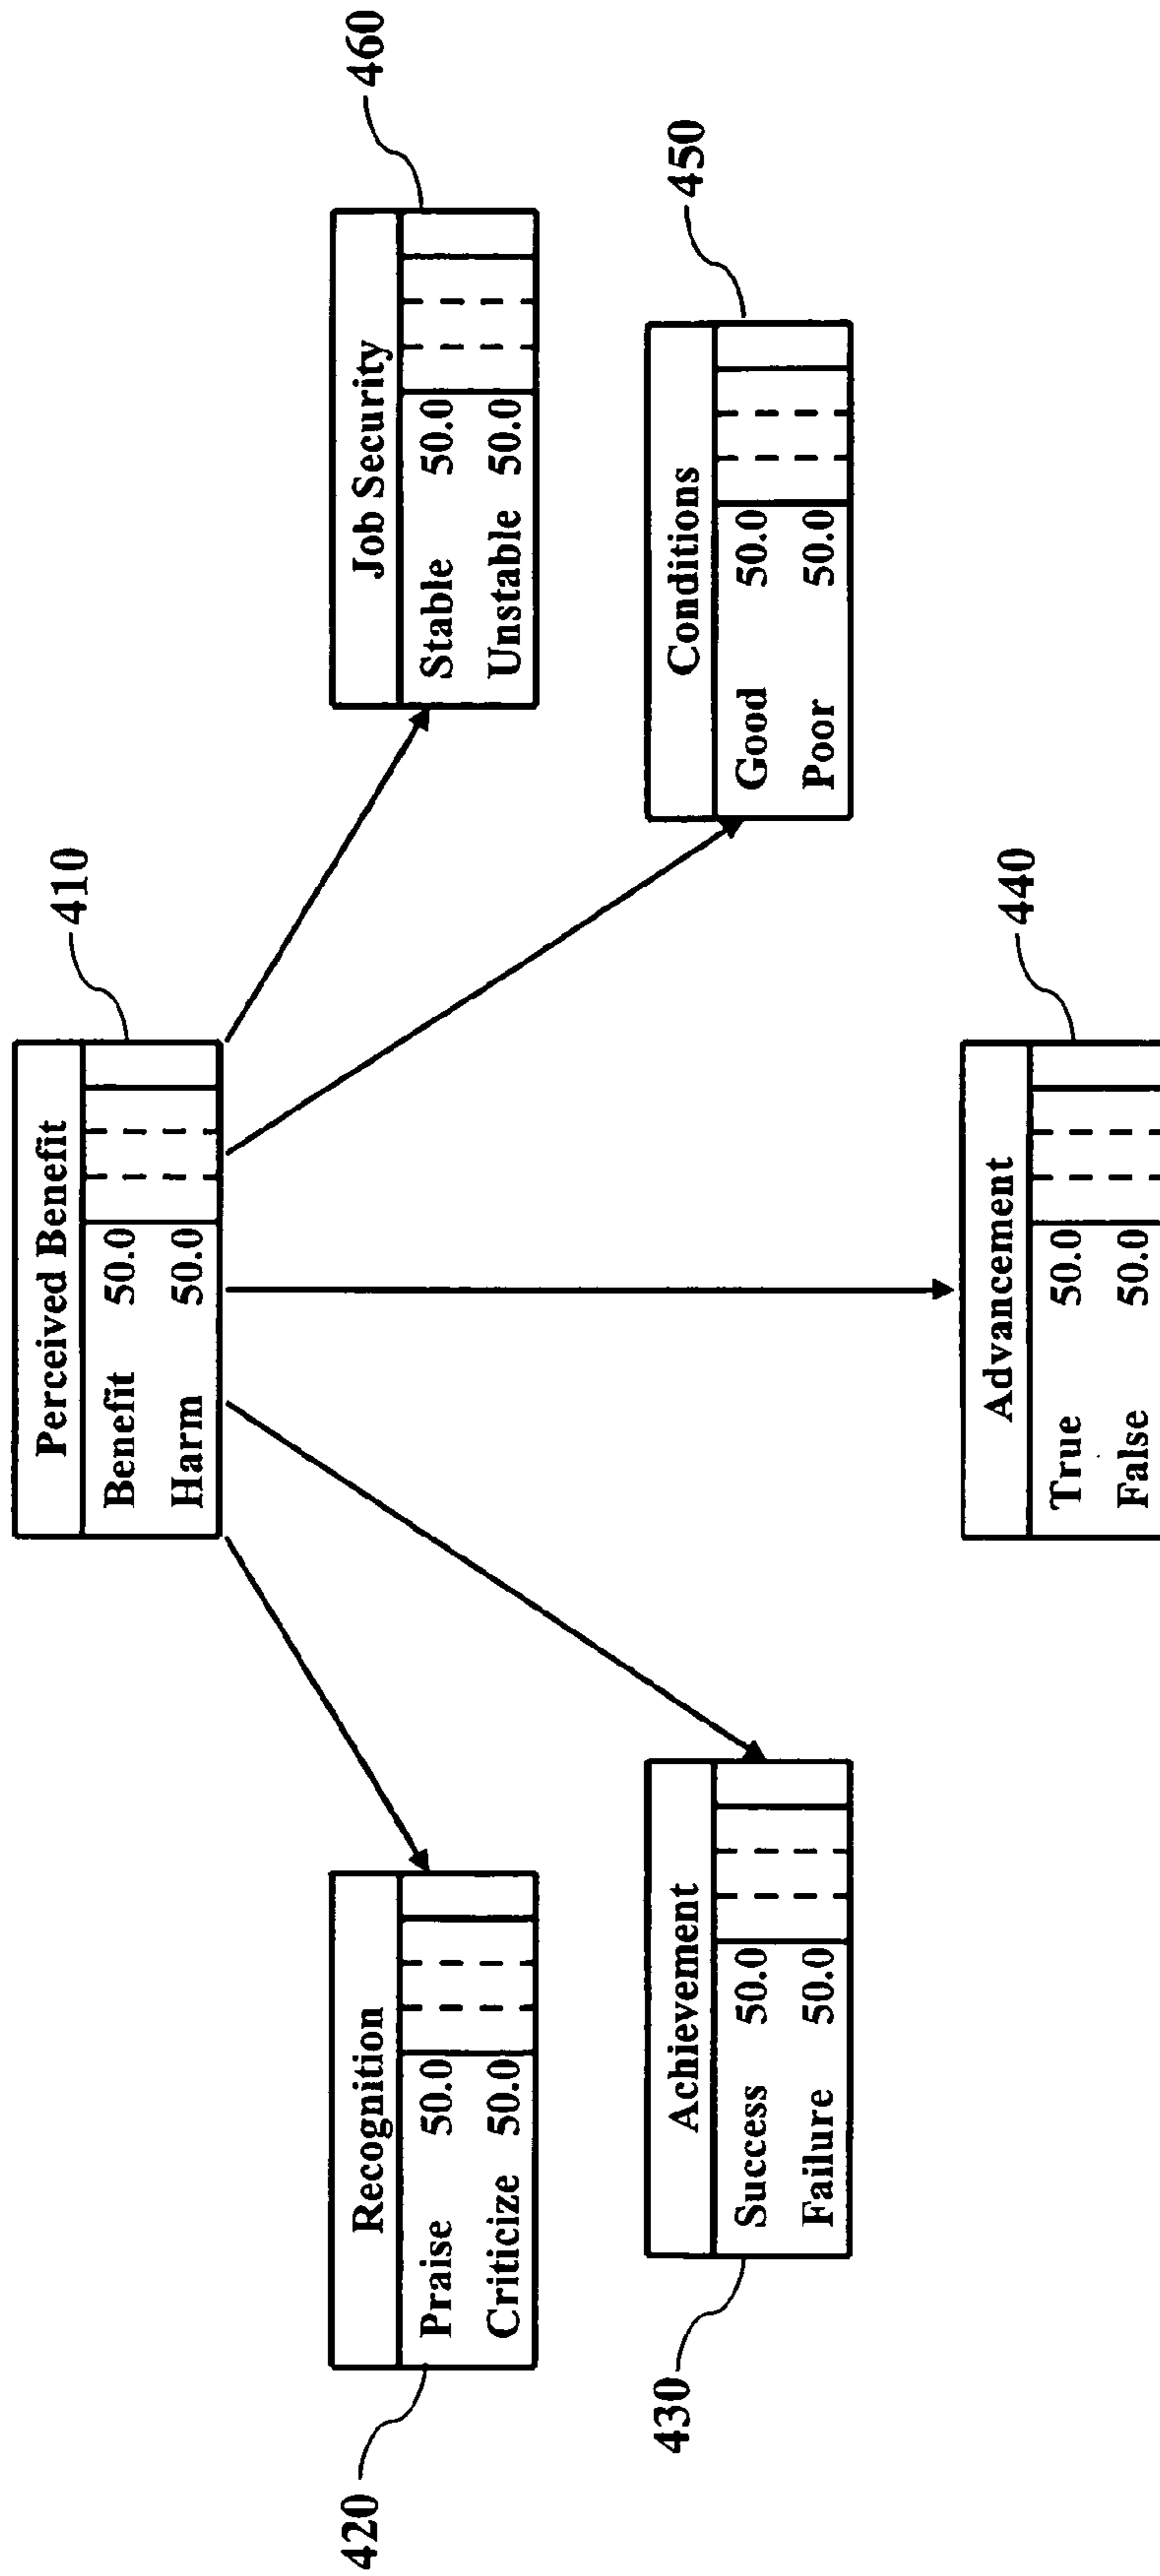 Perceived Benefit
Benefit 50.0
Harm 50.0
410
Recognition
Praise 50.0
Criticize 50.0
420
Job Security
Stable 50.0
Unstable 50.0
460
Achievement
Success 50.0
Failure 50.0
430
Conditions
Good 50.0
Poor 50.0
450
Advancement
True 50.0
False 50.0
440